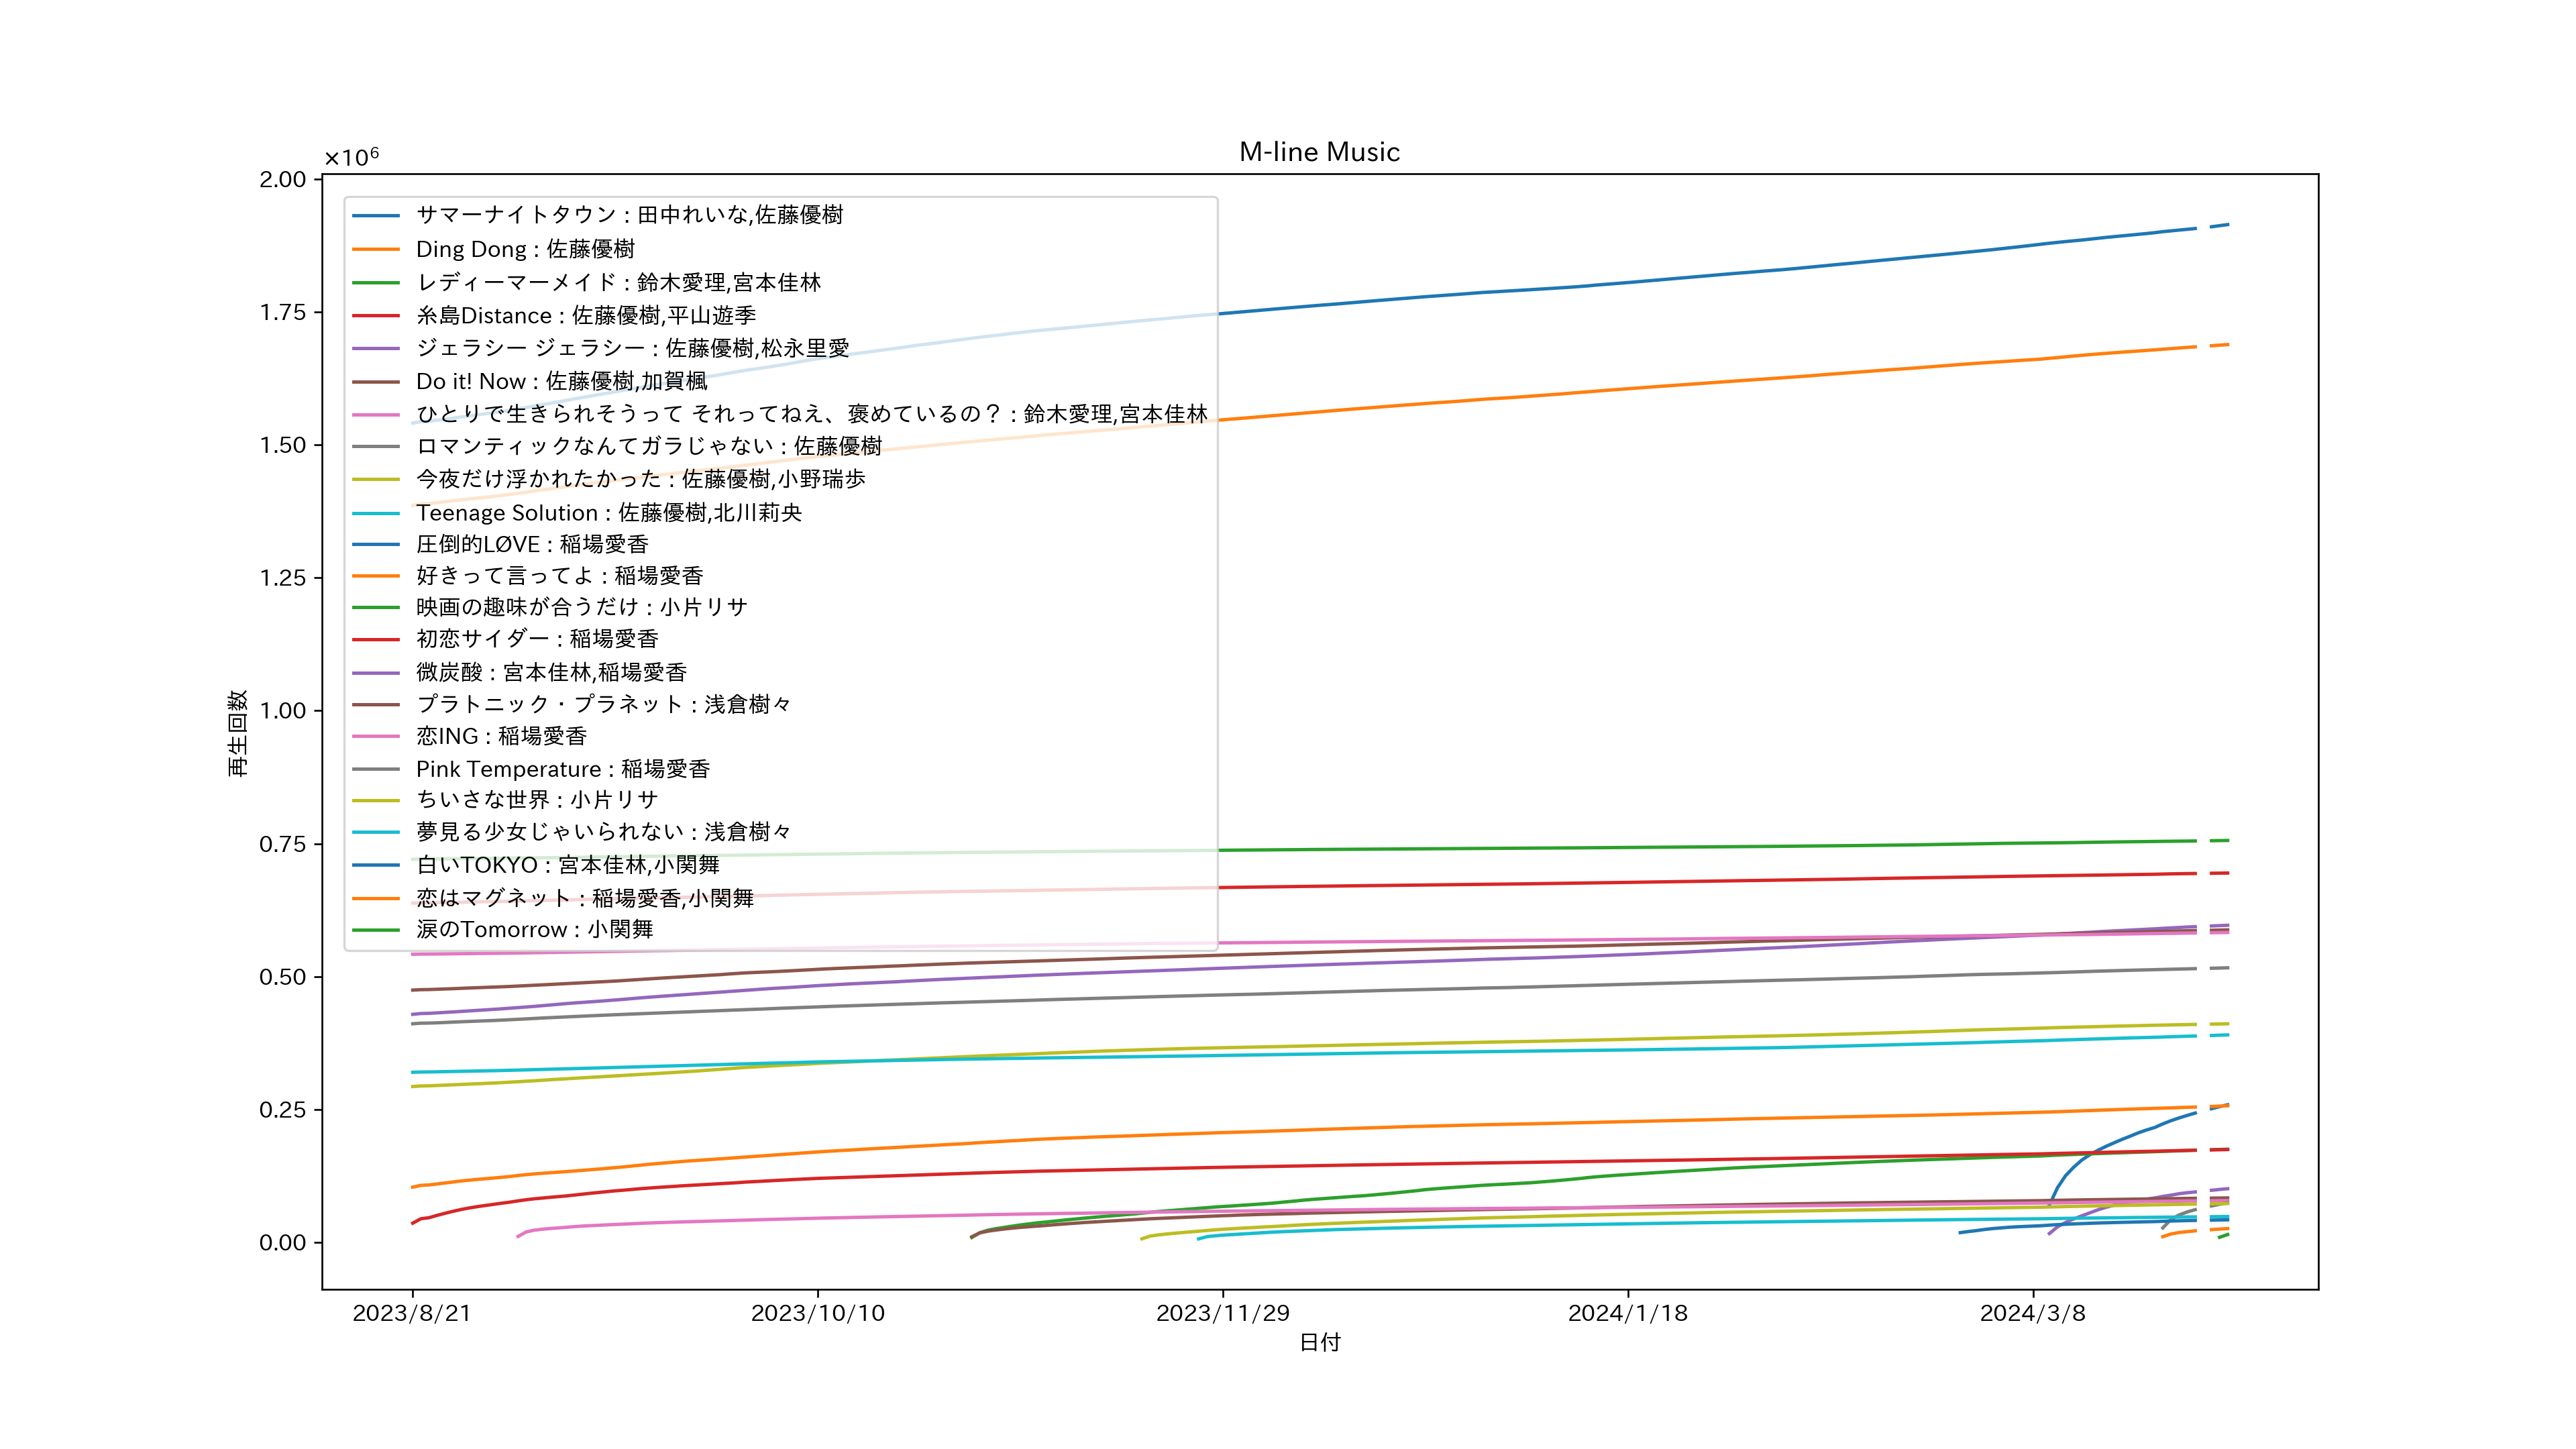 M-line Music
×10⁶
2.00
1.75
1.50
1.25
1.00
0.75
0.50
0.25
0.00
再生回数
サマーナイトタウン : 田中れいな,佐藤優樹
Ding Dong : 佐藤優樹
レディーマーメイド : 鈴木愛理,宮本佳林
糸島Distance : 佐藤優樹,平山遊季
ジェラシー ジェラシー : 佐藤優樹,松永里愛
Do it! Now : 佐藤優樹,加賀楓
ひとりで生きられそうって それってねえ、褒めているの？ : 鈴木愛理,宮本佳林
ロマンティックなんてガラじゃない : 佐藤優樹
今夜だけ浮かれたかった : 佐藤優樹,小野瑞歩
Teenage Solution : 佐藤優樹,北川莉央
圧倒的LØVE : 稲場愛香
好きって言ってよ : 稲場愛香
映画の趣味が合うだけ : 小片リサ
初恋サイダー : 稲場愛香
微炭酸 : 宮本佳林,稲場愛香
プラトニック・プラネット : 浅倉樹々
恋ING : 稲場愛香
Pink Temperature : 稲場愛香
ちいさな世界 : 小片リサ
夢見る少女じゃいられない : 浅倉樹々
白いTOKYO : 宮本佳林,小関舞
恋はマグネット : 稲場愛香,小関舞
涙のTomorrow : 小関舞
2023/8/21
2023/10/10
2023/11/29
2024/1/18
2024/3/8
日付